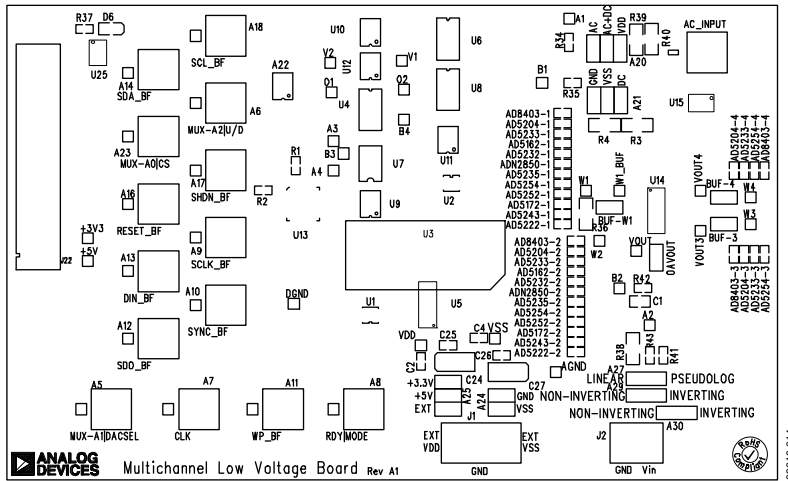 R37
D6
U25
A18
SCL_BF
A14
SDA_BF
A22
A6
MUX-A2|U/D
A23
MUX-A0|CS
A17
SHDN_BF
A16
RESET_BF
+3V3
+5V
J22
A9
SCLK_BF
A13
DIN_BF
A10
SYNC_BF
A12
SDO_BF
A5
MUX-A1|DACSEL
A7
CLK
A11
WP_BF
A8
RDY|MODE
U10
V2
U12
V1
O1
U4
O2
B4
A3
B3
A4
R1
R2
U13
U7
U9
U6
U8
U11
U2
U3
U1
U5
DGND
VDD
C2
C25
C4
VSS
C26
C24
C27
+3.3V
+5V
EXT
A25
A24
GND
VSS
J1
EXT
VDD
EXT
VSS
GND
A1
R34
AC
AC+DC
VDD
R39
A20
R40
AC_INPUT
B1
R35
GND
VSS
DC
A21
R4
R3
U15
AD8403-1
AD5204-1
AD5233-1
AD5162-1
AD5232-1
ADN2850-1
AD5235-1
AD5254-1
AD5252-1
AD5172-1
AD5243-1
AD5222-1
W1
W1_BUF
BUF-W1
R36
W2
U14
VOUT
OAVOUT
VOUT4
BUF-4
W4
VOUT3
BUF-3
W3
AD5204-4
AD5233-4
AD5254-4
AD8403-4
AD8403-3
AD5204-3
AD5233-3
AD5254-3
AD8403-2
AD5204-2
AD5233-2
AD5162-2
AD5232-2
ADN2850-2
AD5235-2
AD5254-2
AD5252-2
AD5172-2
AD5243-2
AD5222-2
B2
R42
C1
A2
R38
R43
R41
AGND
A27
LINEAR
PSEUDOLOG
A29
NON-INVERTING
INVERTING
NON-INVERTING
INVERTING
A30
J2
GND Vin
ANALOG
DEVICES
Multichannel Low Voltage Board Rev A1
RoHS
Compliant